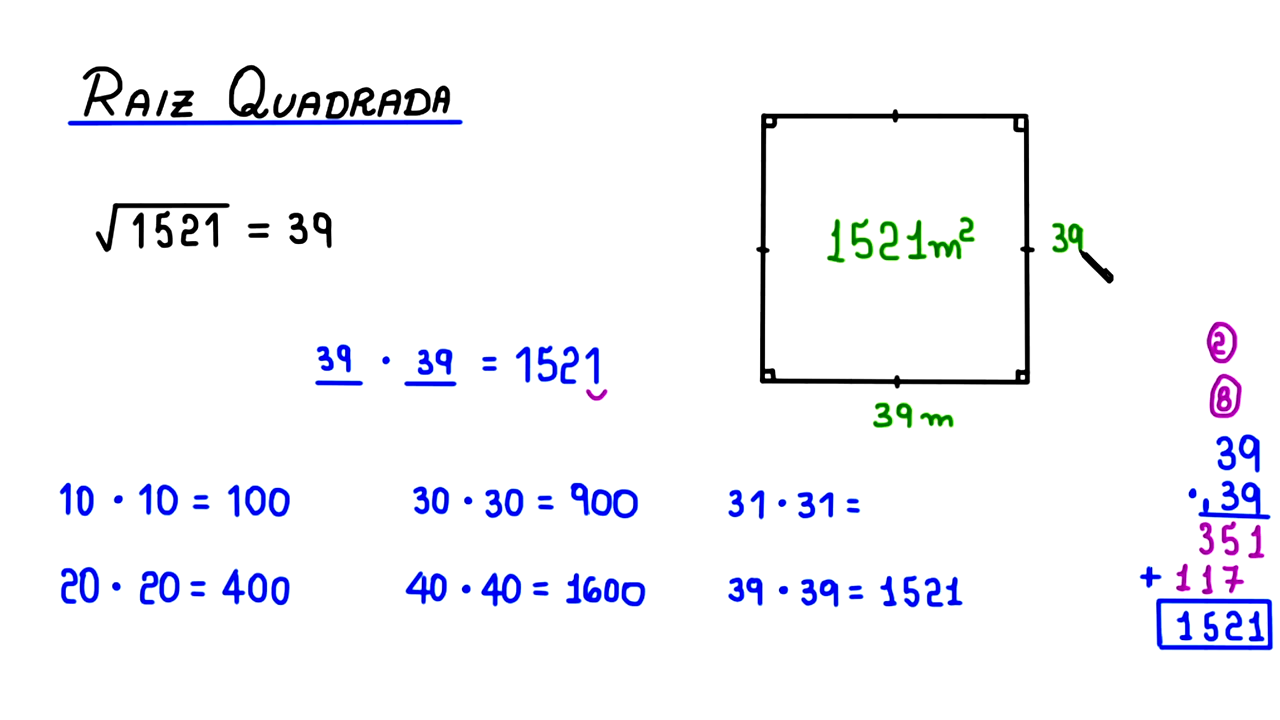 RAIZ QUADRADA
√1521 = 39
39 · 39 = 1521
10 · 10 = 100
20 · 20 = 400
30 · 30 = 900
40 · 40 = 1600
31 · 31 =
39 · 39 = 1521
1521m²
39
39m
2
8
39
· 39
351
+ 117
1521